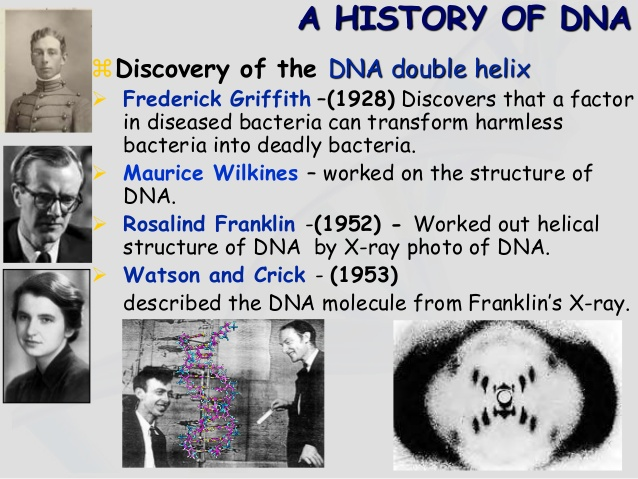 A HISTORY OF DNA
Discovery of the DNA double helix
Frederick Griffith –(1928) Discovers that a factor
in diseased bacteria can transform harmless
bacteria into deadly bacteria.
Maurice Wilkines – worked on the structure of
DNA.
Rosalind Franklin -(1952) - Worked out helical
structure of DNA by X-ray photo of DNA.
Watson and Crick - (1953)
described the DNA molecule from Franklin’s X-ray.